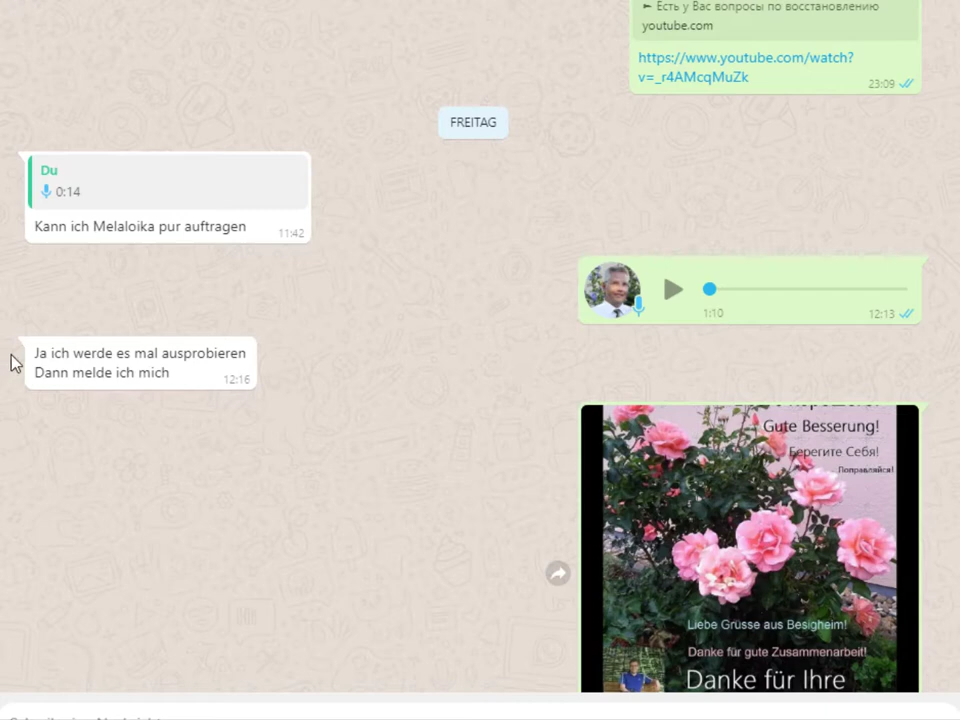 ► Есть у Вас вопросы по восстановлению
youtube.com
https://www.youtube.com/watch?
v=_r4AMcqMuZk
23:09
FREITAG
Du
0:14
Kann ich Melaloika pur auftragen
11:42
1:10
12:13
Ja ich werde es mal ausprobieren
Dann melde ich mich
12:16
Gute Besserung!
Берегите Себя!
Поправляйся!
Liebe Grüsse aus Besigheim!
Danke für gute Zusammenarbeit!
Danke für Ihre